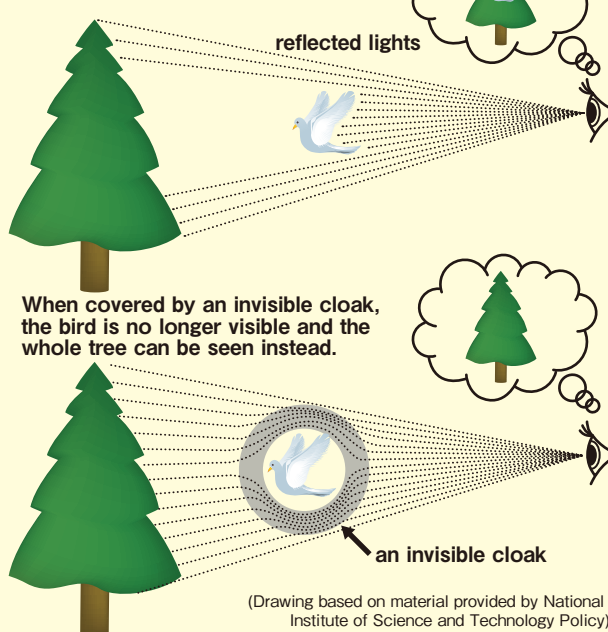 reflected lights
When covered by an invisible cloak,
the bird is no longer visible and the
whole tree can be seen instead.
an invisible cloak
(Drawing based on material provided by National
Institute of Science and Technology Policy)